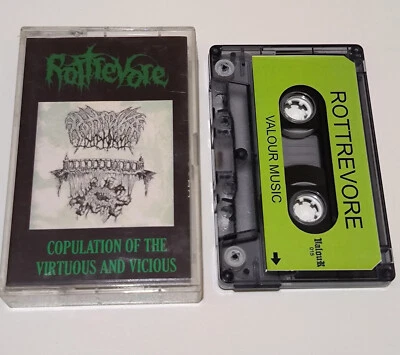 Rottrevore
COPULATION OF THE
VIRTUOUS AND VICIOUS
ROTTREVORE
VALOUR MUSIC